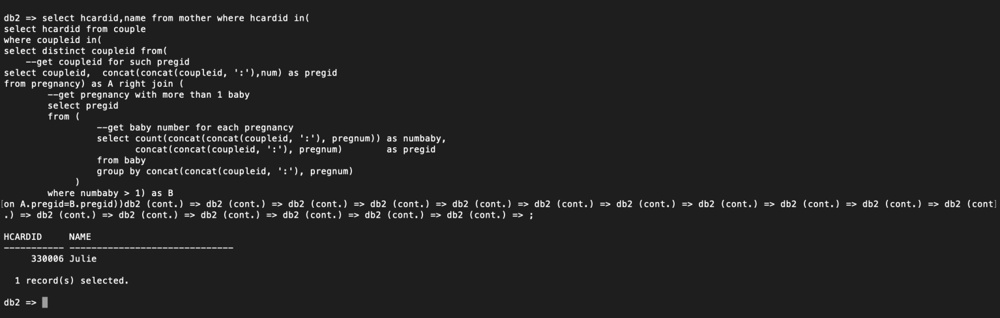 db2 => select hcardid,name from mother where hcardid in(
select hcardid from couple
where coupleid in(
select distinct coupleid from(
    --get coupleid for such pregid
select coupleid,  concat(concat(coupleid, ':'),num) as pregid
from pregnancy) as A right join (
        --get pregnancy with more than 1 baby
        select pregid
        from (
                 --get baby number for each pregnancy
                 select count(concat(concat(coupleid, ':'), pregnum)) as numbaby,
                        concat(concat(coupleid, ':'), pregnum)        as pregid
                 from baby
                 group by concat(concat(coupleid, ':'), pregnum)
             )
        where numbaby > 1) as B
[on A.pregid=B.pregid))db2 (cont.) => db2 (cont.) => db2 (cont.) => db2 (cont.) => db2 (cont.) => db2 (cont.) => db2 (cont.) => db2 (cont.) => db2 (cont.) => db2 (cont.) => db2 (cont]
.) => db2 (cont.) => db2 (cont.) => db2 (cont.) => db2 (cont.) => db2 (cont.) => db2 (cont.) => ;
HCARDID     NAME
----------- ------------------------------
     330006 Julie
  1 record(s) selected.
db2 =>